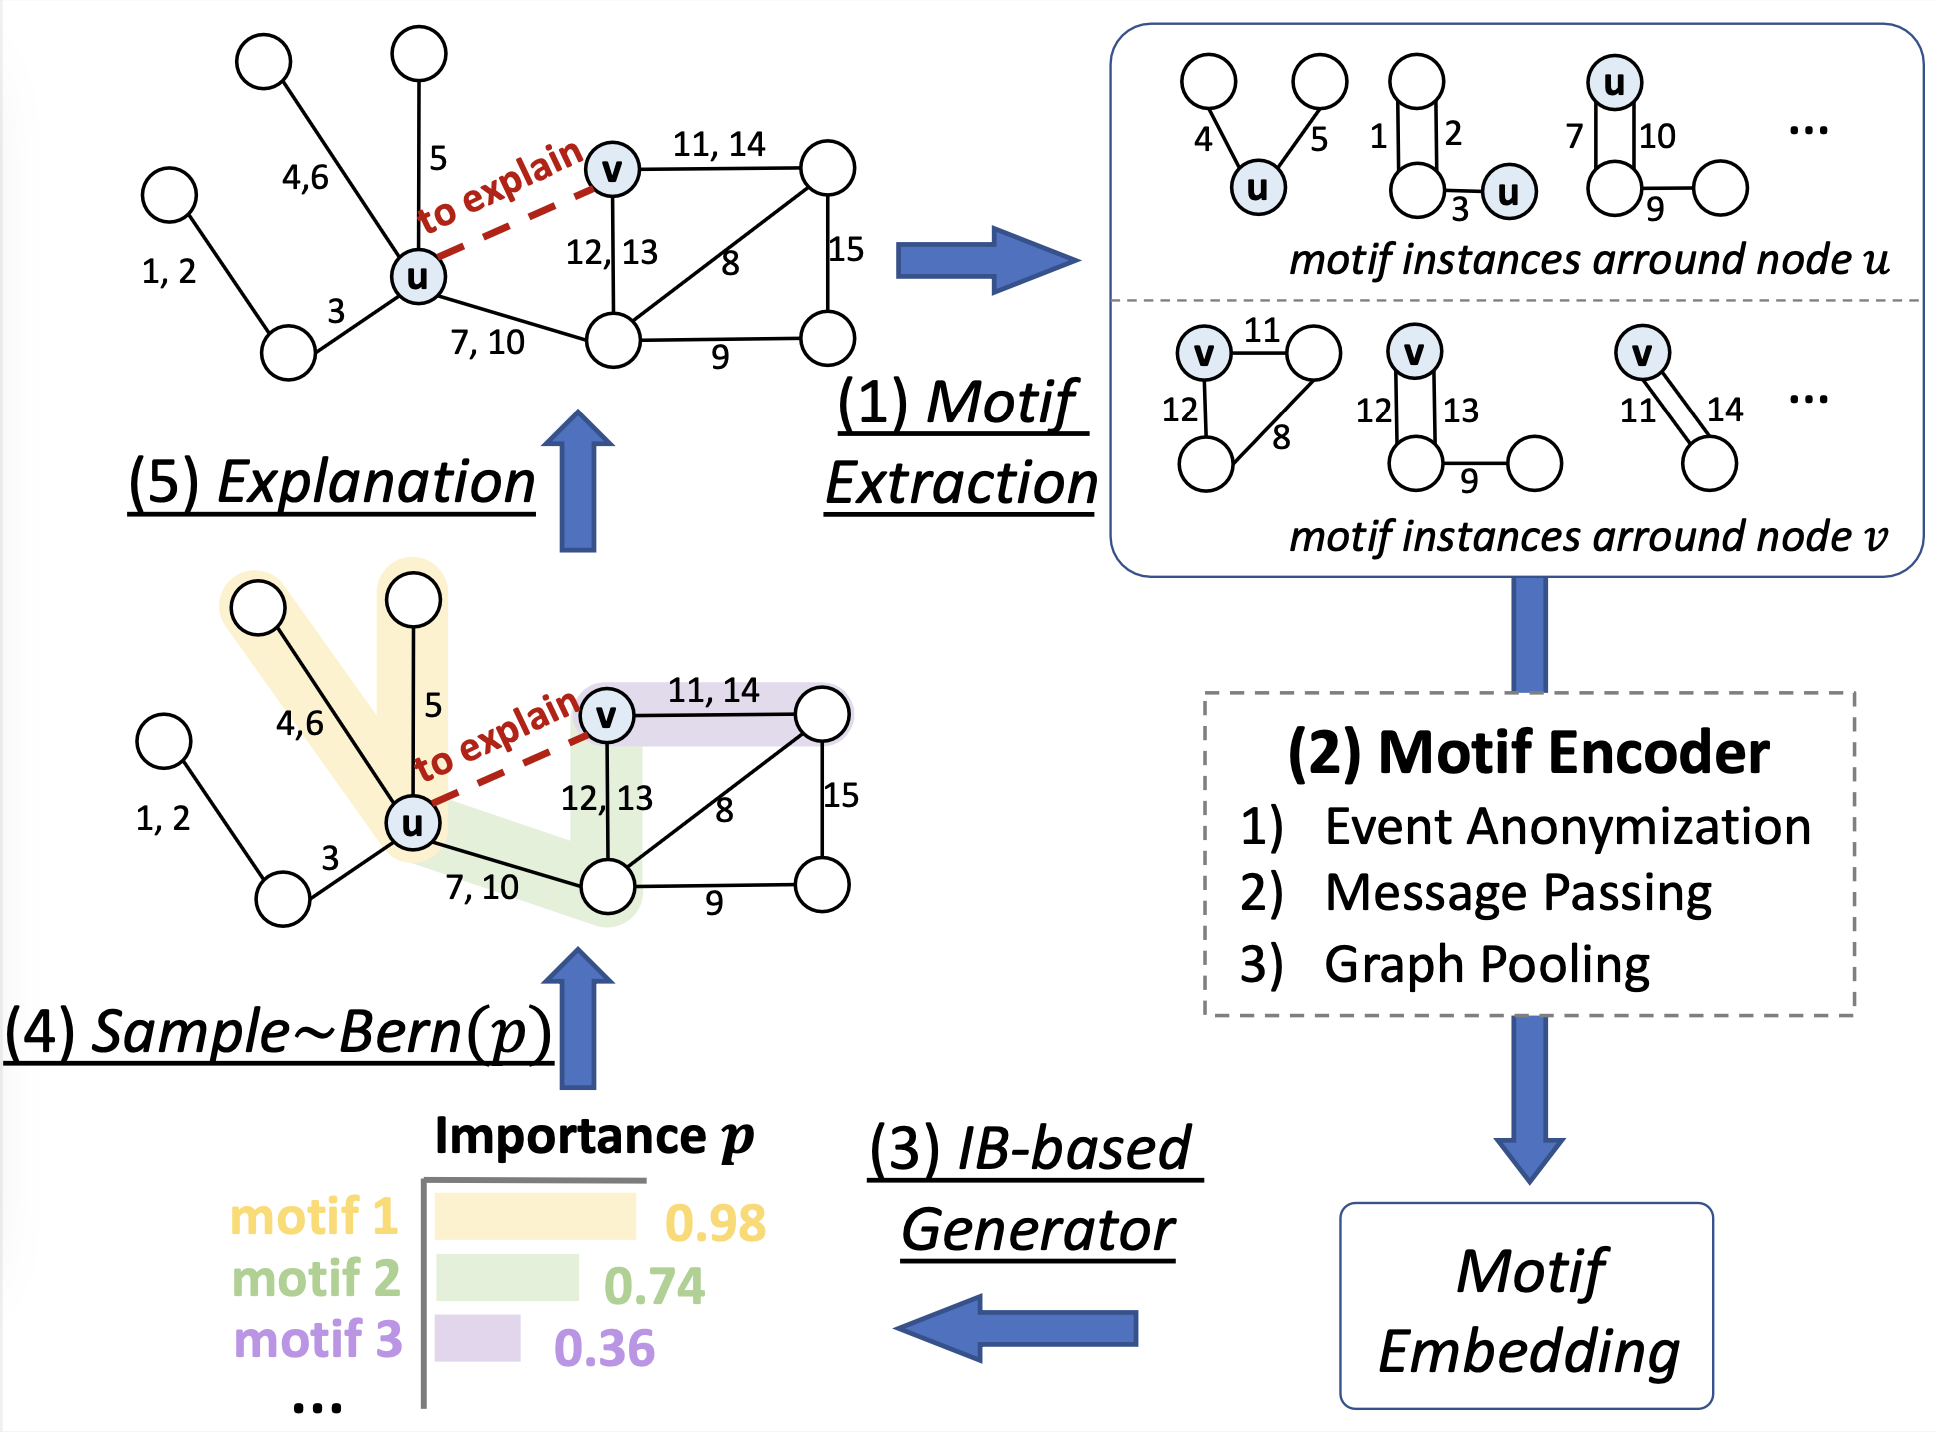 4,6
5
to explain
v
11, 14
1, 2
u
12, 13
8
15
3
7, 10
9
(1) Motif
Extraction
4
5
u
1
2
3
u
u
7
10
9
...
motif instances arround node u
v
11
12
8
v
12
13
9
v
11
14
...
motif instances arround node v
(2) Motif Encoder
1) Event Anonymization
2) Message Passing
3) Graph Pooling
Motif
Embedding
(3) IB-based
Generator
Importance p
motif 1 0.98
motif 2 0.74
motif 3 0.36
...
(4) Sample~Bern(p)
4,6
5
to explain
v
11, 14
1, 2
u
12, 13
8
15
3
7, 10
9
(5) Explanation